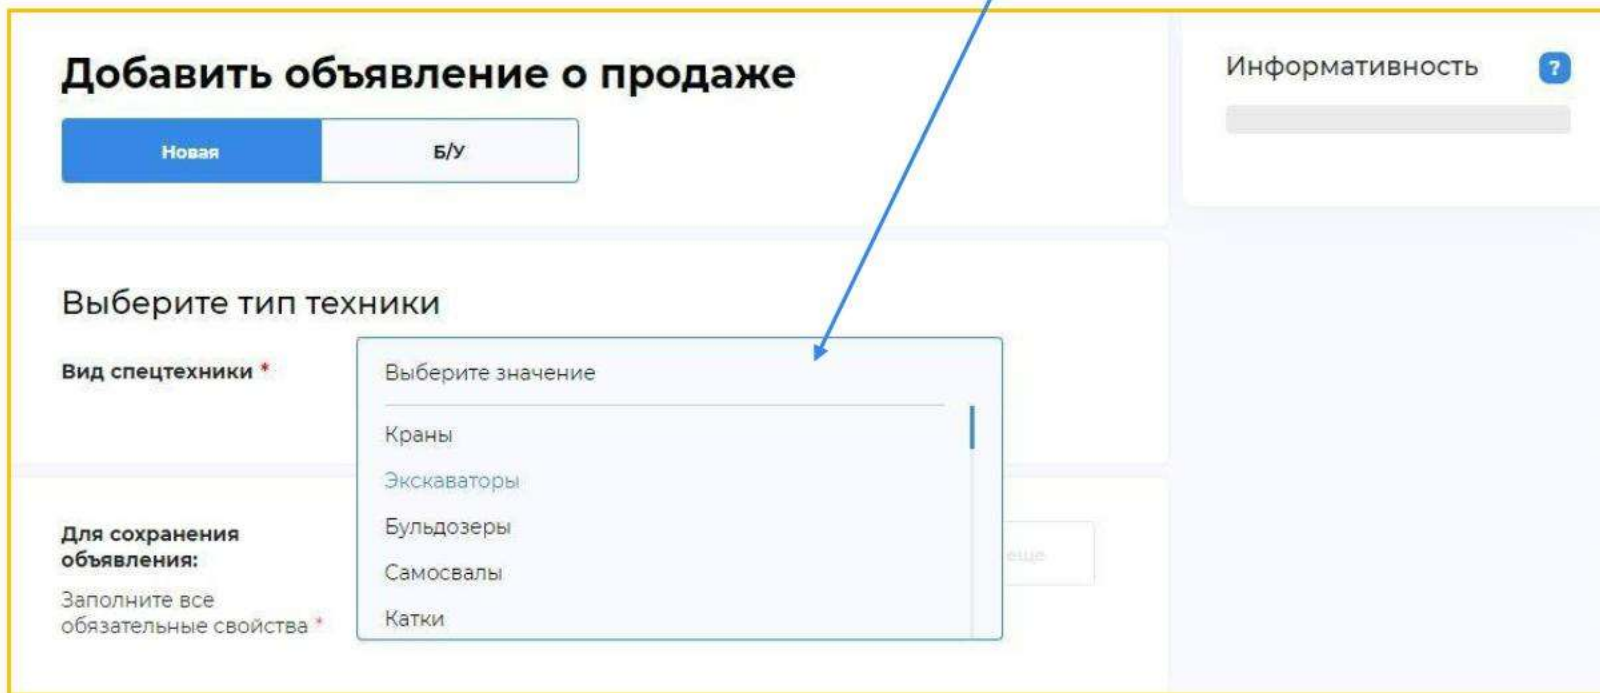 Добавить объявление о продаже
Новая
Б/У
Информативность
?
Выберите тип техники
Вид спецтехники *
Выберите значение
Краны
Экскаваторы
Бульдозеры
Самосвалы
Катки
Для сохранения
объявления:
Заполните все
обязательные свойства *
еще